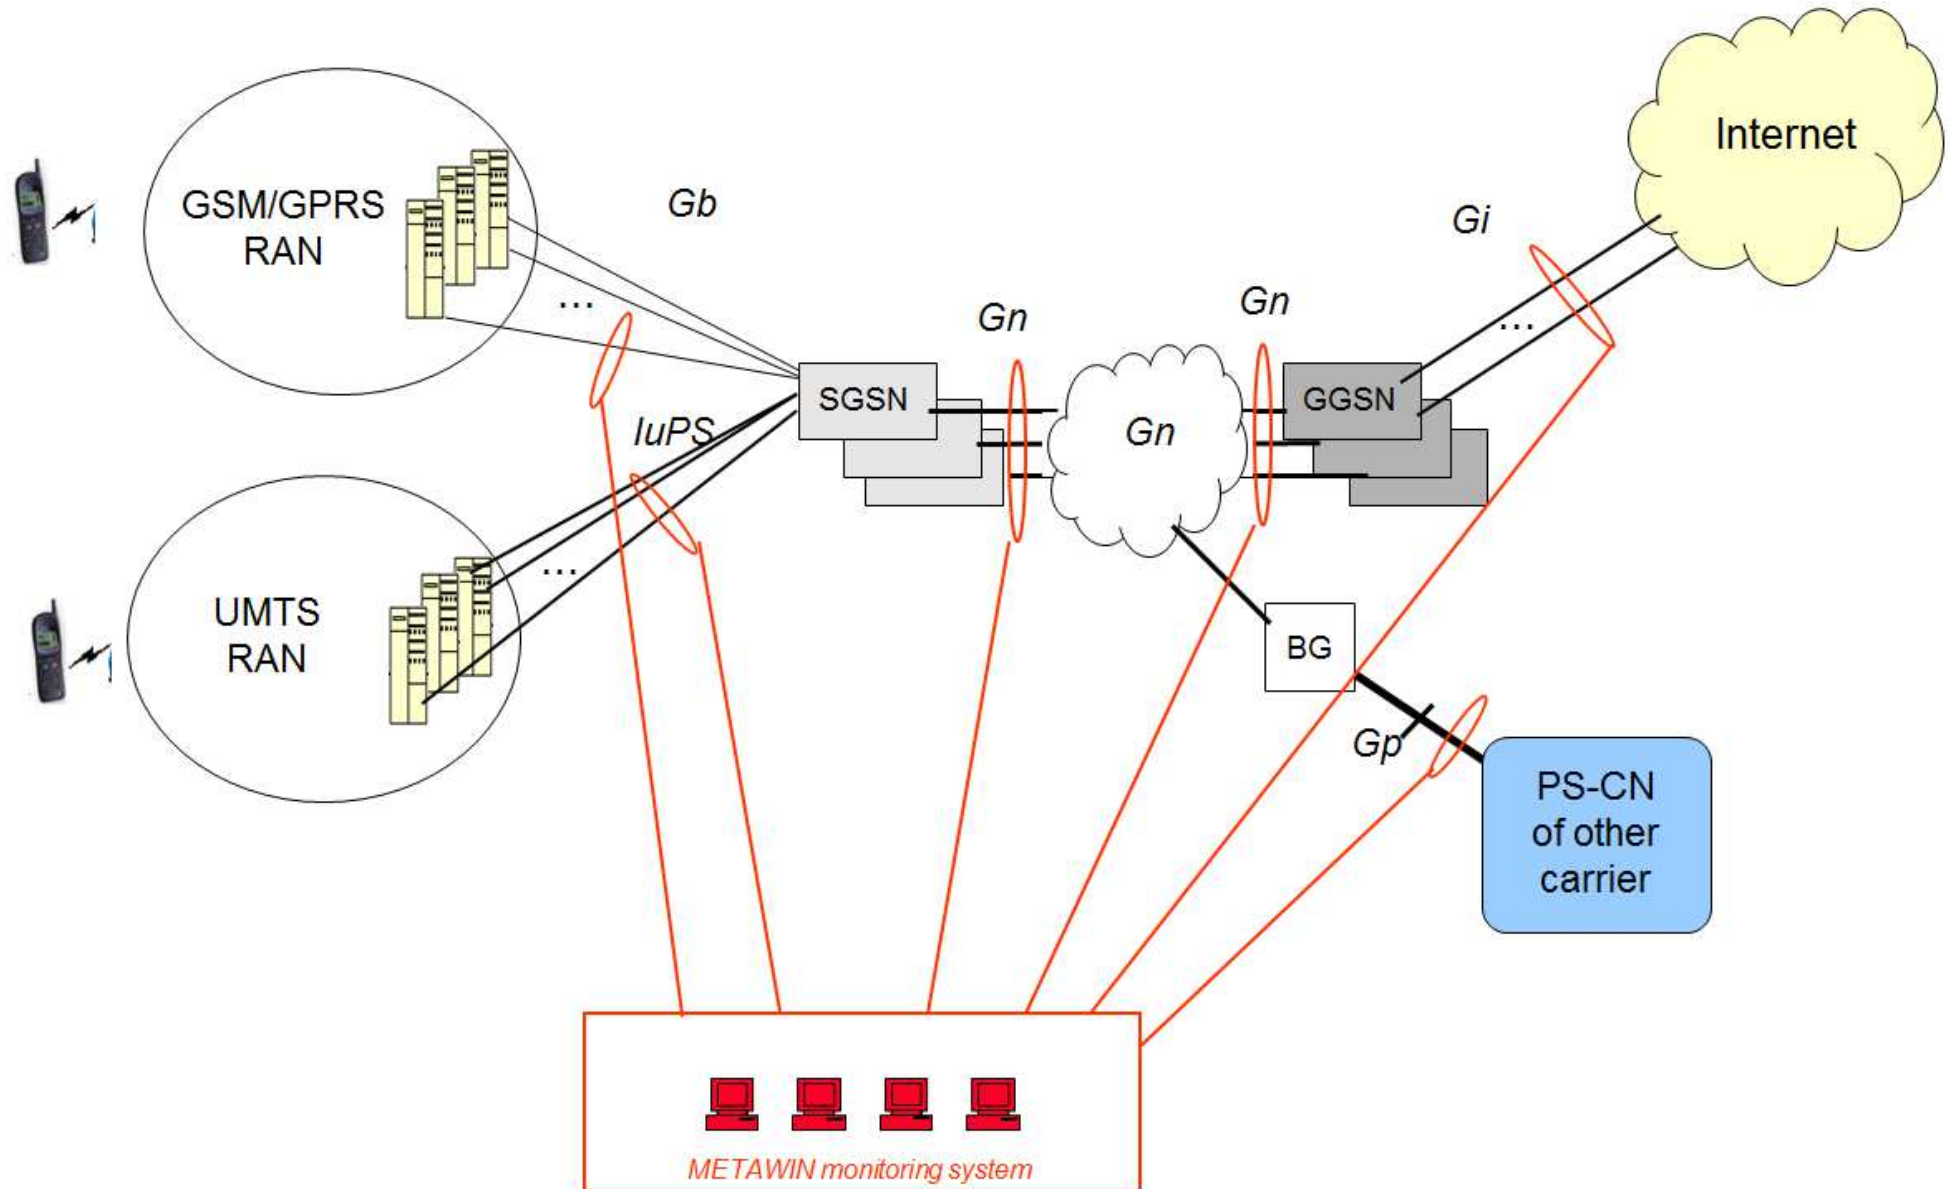 Internet
GSM/GPRS
RAN
Gb
Gi
...
Gn
Gn
...
SGSN
GGSN
IuPS
Gn
...
UMTS
RAN
BG
Gp
PS-CN
of other
carrier
METAWIN monitoring system